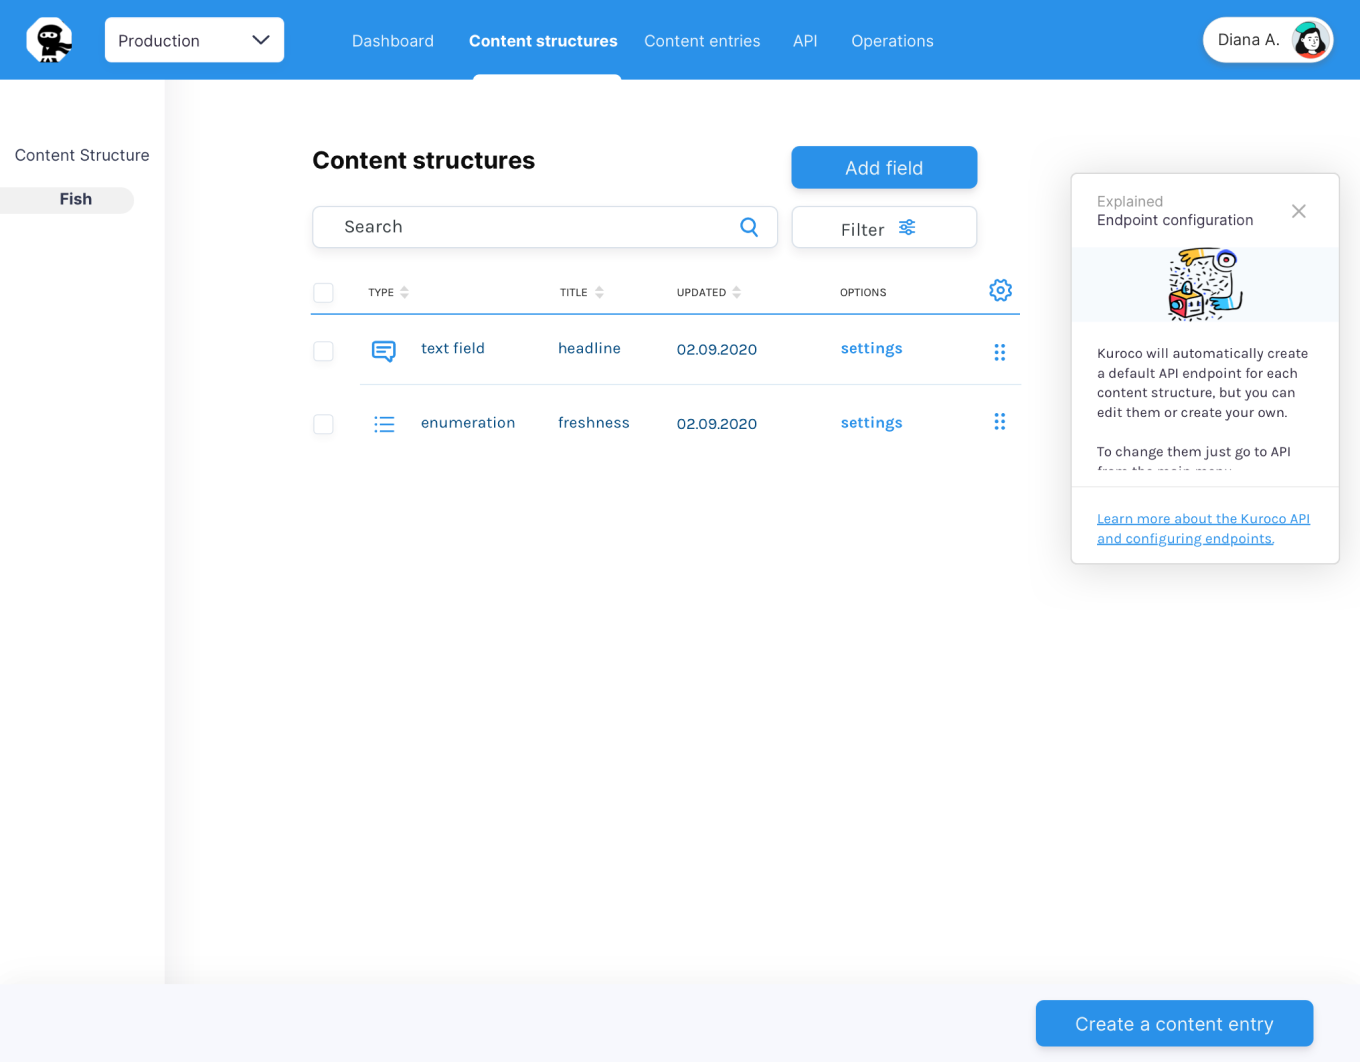 Production
Dashboard
Content structures
Content entries
API
Operations
Diana A.
Content Structure
Fish
Content structures
Add field
Search
Filter
TYPE TITLE UPDATED OPTIONS
text field headline 02.09.2020 settings
enumeration freshness 02.09.2020 settings
Explained
Endpoint configuration
Kuroco will automatically create
a default API endpoint for each
content structure, but you can
edit them or create your own.
To change them just go to API
from the main menu
Learn more about the Kuroco API
and configuring endpoints.
Create a content entry